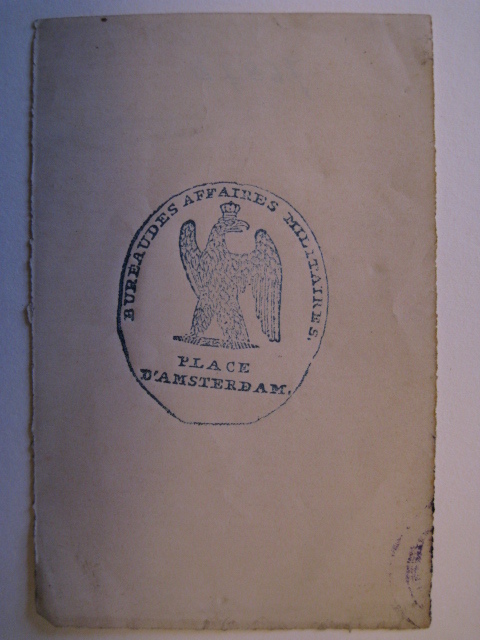 BUREAU DES AFFAIRES MILITAIRES.
PLACE
D'AMSTERDAM.